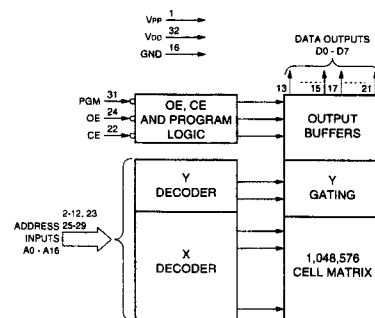 VPP 1
VDD 32
GND 16
DATA OUTPUTS
D0 - D7
13 15 17 21
PGM 31
OE 24
CE 22
OE, CE
AND PROGRAM
LOGIC
OUTPUT
BUFFERS
Y
DECODER
Y
GATING
2-12, 23
25-29
ADDRESS
INPUTS
A0 - A16
X
DECODER
1,048,576
CELL MATRIX